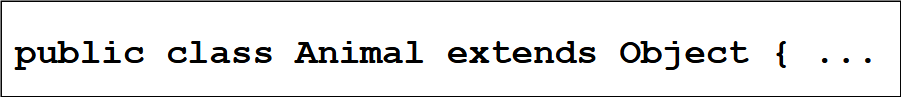 public class Animal extends Object { ...